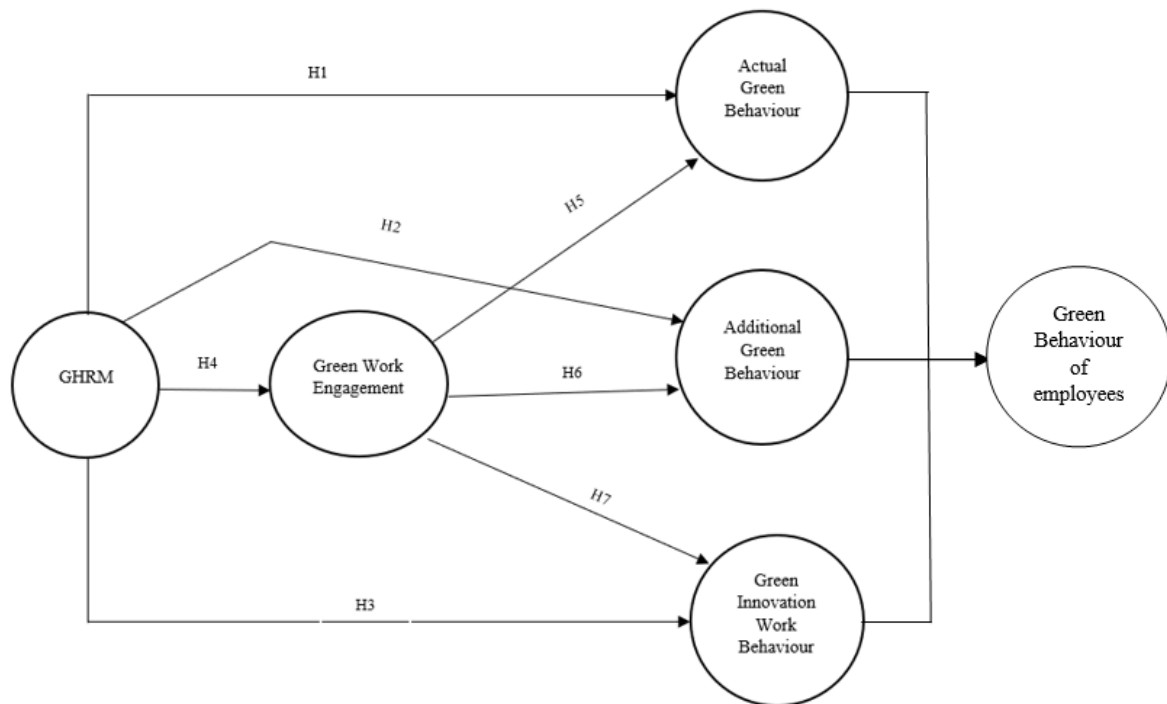 H1
Actual
Green
Behaviour
H5
H2
GHRM
H4
Green Work
Engagement
H6
Additional
Green
Behaviour
Green
Behaviour
of
employees
H7
H3
Green
Innovation
Work
Behaviour